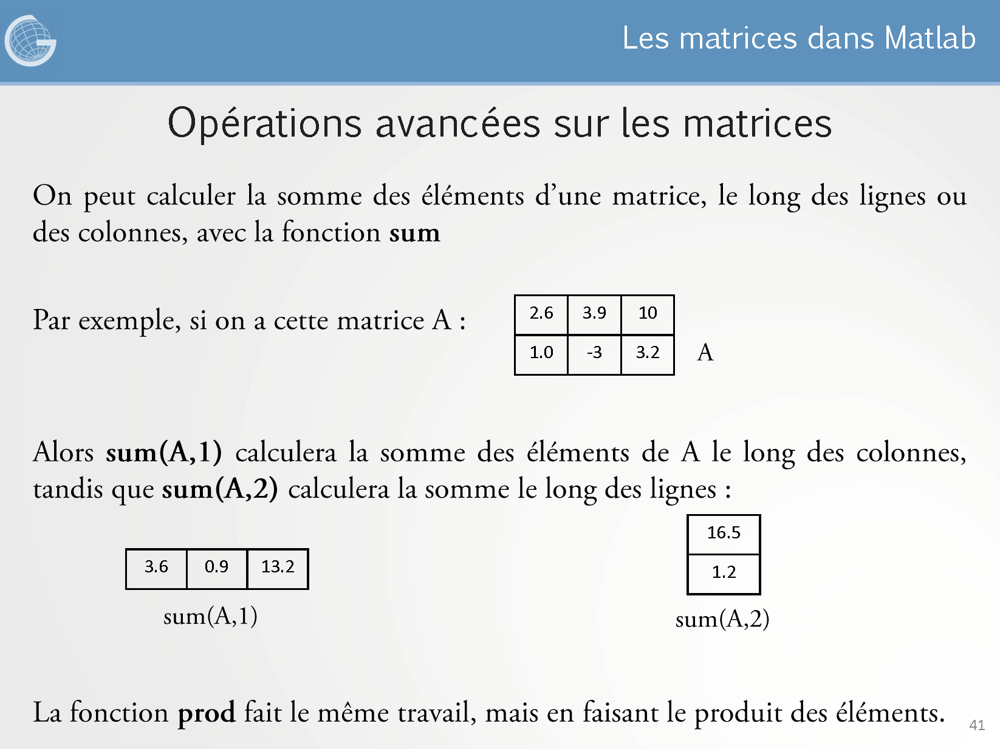 Les matrices dans Matlab
Opérations avancées sur les matrices
On peut calculer la somme des éléments d’une matrice, le long des lignes ou
des colonnes, avec la fonction sum
Par exemple, si on a cette matrice A :
2.6 3.9 10
1.0 -3 3.2
A
Alors sum(A,1) calculera la somme des éléments de A le long des colonnes,
tandis que sum(A,2) calculera la somme le long des lignes :
3.6 0.9 13.2
sum(A,1)
16.5
1.2
sum(A,2)
La fonction prod fait le même travail, mais en faisant le produit des éléments.
41